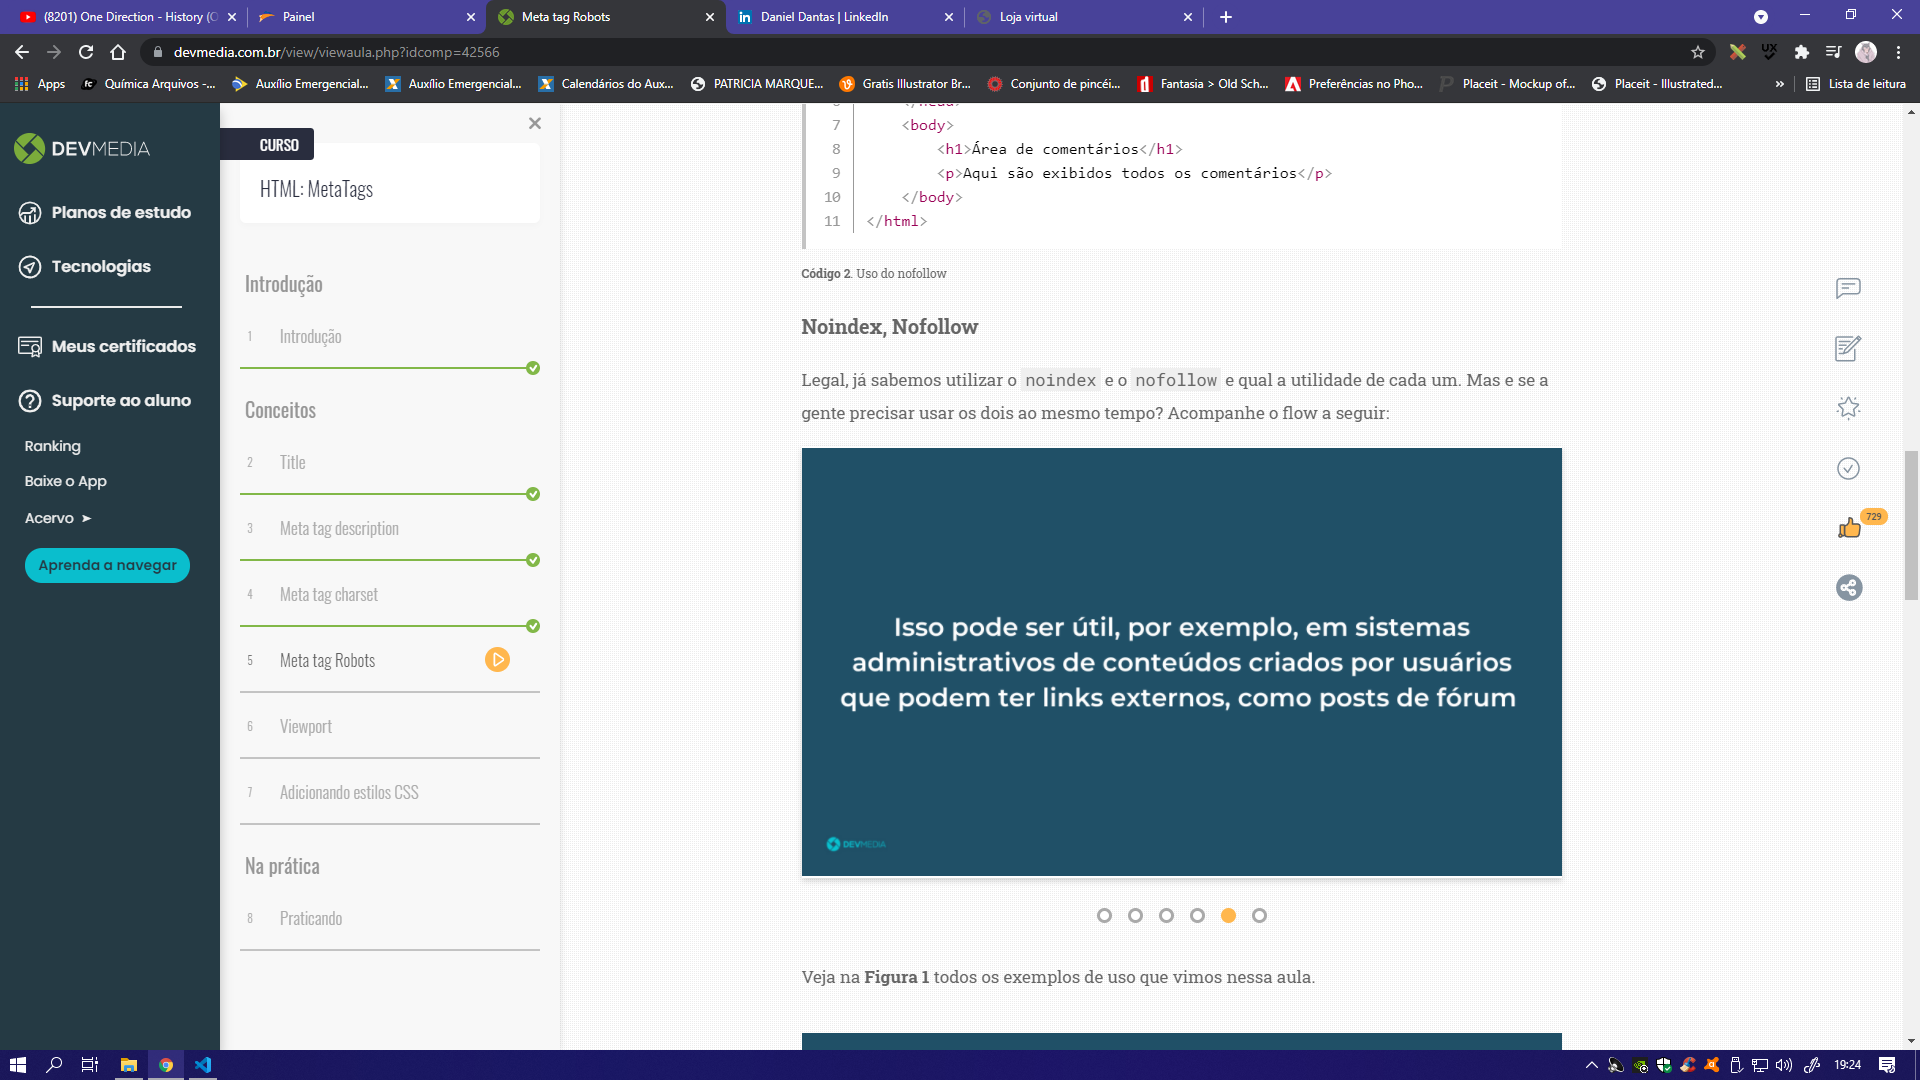 (8201) One Direction - History (O
Painel
Meta tag Robots
Daniel Dantas | LinkedIn
Loja virtual
devmedia.com.br/view/viewaula.php?idcomp=42566
Apps
Química Arquivos -...
Auxílio Emergencial...
Auxílio Emergencial...
Calendários do Aux...
PATRICIA MARQUE...
Gratis Illustrator Br...
Conjunto de pincéi...
Fantasia > Old Sch...
Preferências no Pho...
Placeit - Mockup of...
Placeit - Illustrated...
»
Lista de leitura
DEVMEDIA
Planos de estudo
Tecnologias
Meus certificados
Suporte ao aluno
Ranking
Baixe o App
Acervo ➤
Aprenda a navegar
CURSO
HTML: MetaTags
Introdução
1 Introdução
Conceitos
2 Title
3 Meta tag description
4 Meta tag charset
5 Meta tag Robots
6 Viewport
7 Adicionando estilos CSS
Na prática
8 Praticando
7 <body>
8 <h1>Área de comentários</h1>
9 <p>Aqui são exibidos todos os comentários</p>
10 </body>
11 </html>
Código 2. Uso do nofollow
Noindex, Nofollow
Legal, já sabemos utilizar o noindex e o nofollow e qual a utilidade de cada um. Mas e se a
gente precisar usar os dois ao mesmo tempo? Acompanhe o flow a seguir:
Isso pode ser útil, por exemplo, em sistemas
administrativos de conteúdos criados por usuários
que podem ter links externos, como posts de fórum
DEVMEDIA
Veja na Figura 1 todos os exemplos de uso que vimos nessa aula.
729
19:24